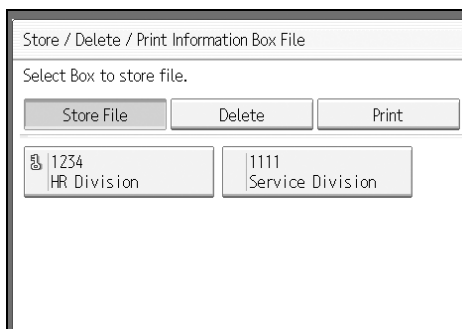 Store / Delete / Print Information Box File
Select Box to store file.
Store File Delete Print
1234 1111
HR Division Service Division